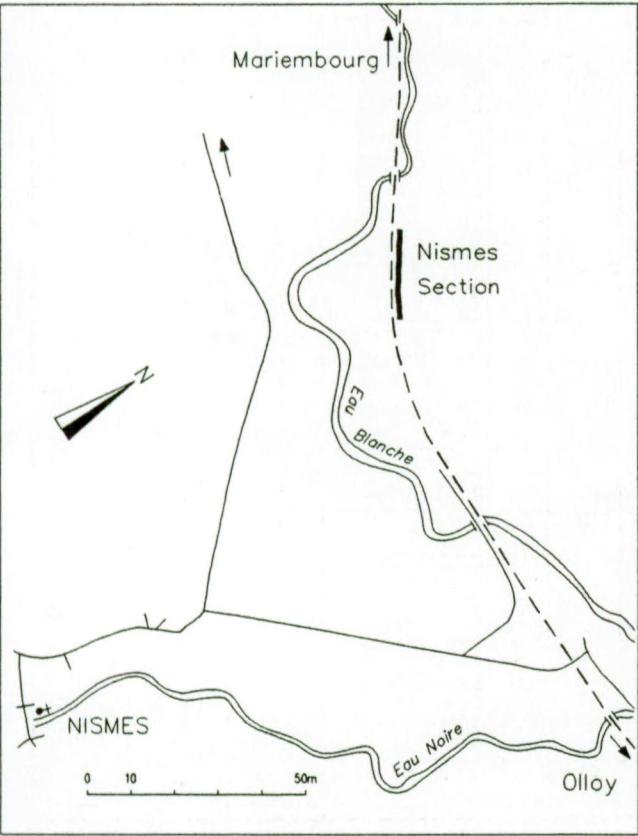 Mariembourg
Nismes
Section
N
Eau
Blanche
NISMES
Eau Noire
0 10 50m
Olloy